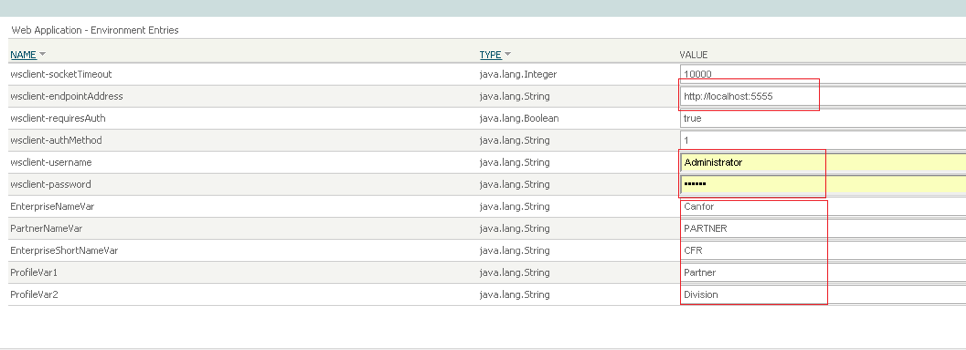 Web Application - Environment Entries
NAME TYPE VALUE
wsclient-socketTimeout java.lang.Integer 10000
wsclient-endpointAddress java.lang.String http://localhost:5555
wsclient-requiresAuth java.lang.Boolean true
wsclient-authMethod java.lang.String 1
wsclient-username java.lang.String Administrator
wsclient-password java.lang.String ••••••
EnterpriseNameVar java.lang.String Canfor
PartnerNameVar java.lang.String PARTNER
EnterpriseShortNameVar java.lang.String CFR
ProfileVar1 java.lang.String Partner
ProfileVar2 java.lang.String Division